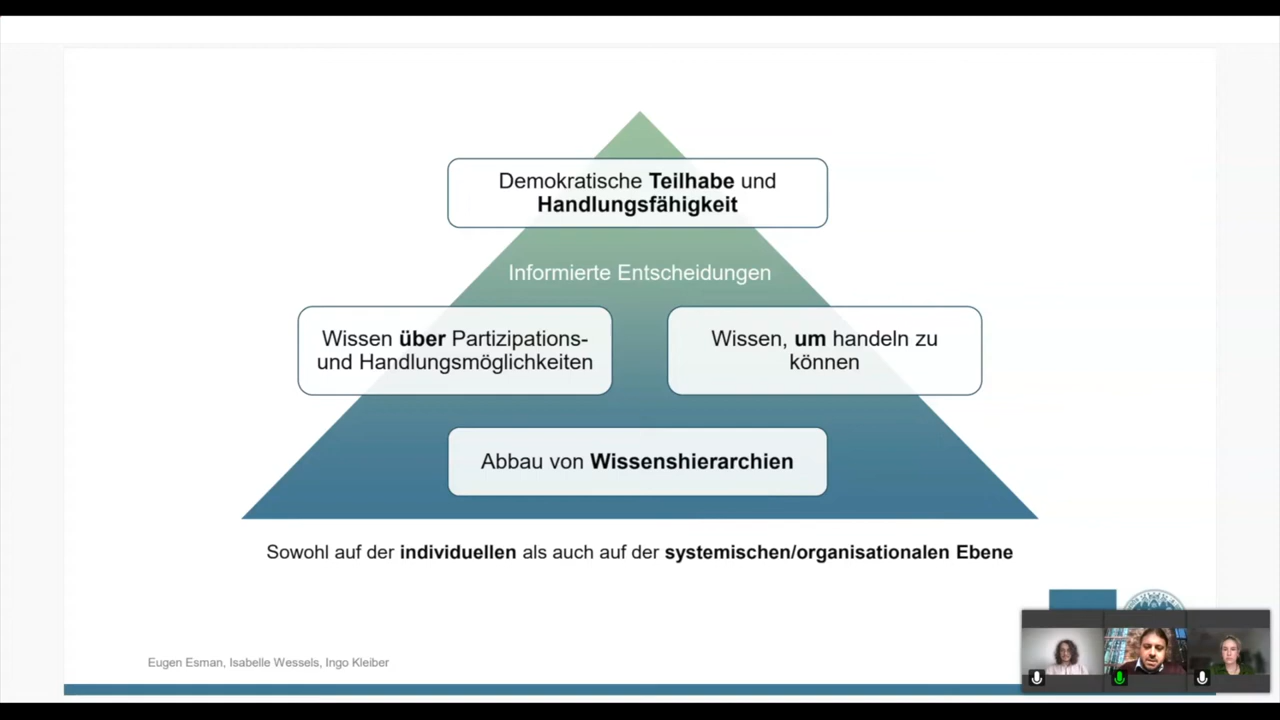 Demokratische Teilhabe und
Handlungsfähigkeit
Informierte Entscheidungen
Wissen über Partizipations-
und Handlungsmöglichkeiten
Wissen, um handeln zu
können
Abbau von Wissenshierarchien
Sowohl auf der individuellen als auch auf der systemischen/organisationalen Ebene
Eugen Esman, Isabelle Wessels, Ingo Kleiber